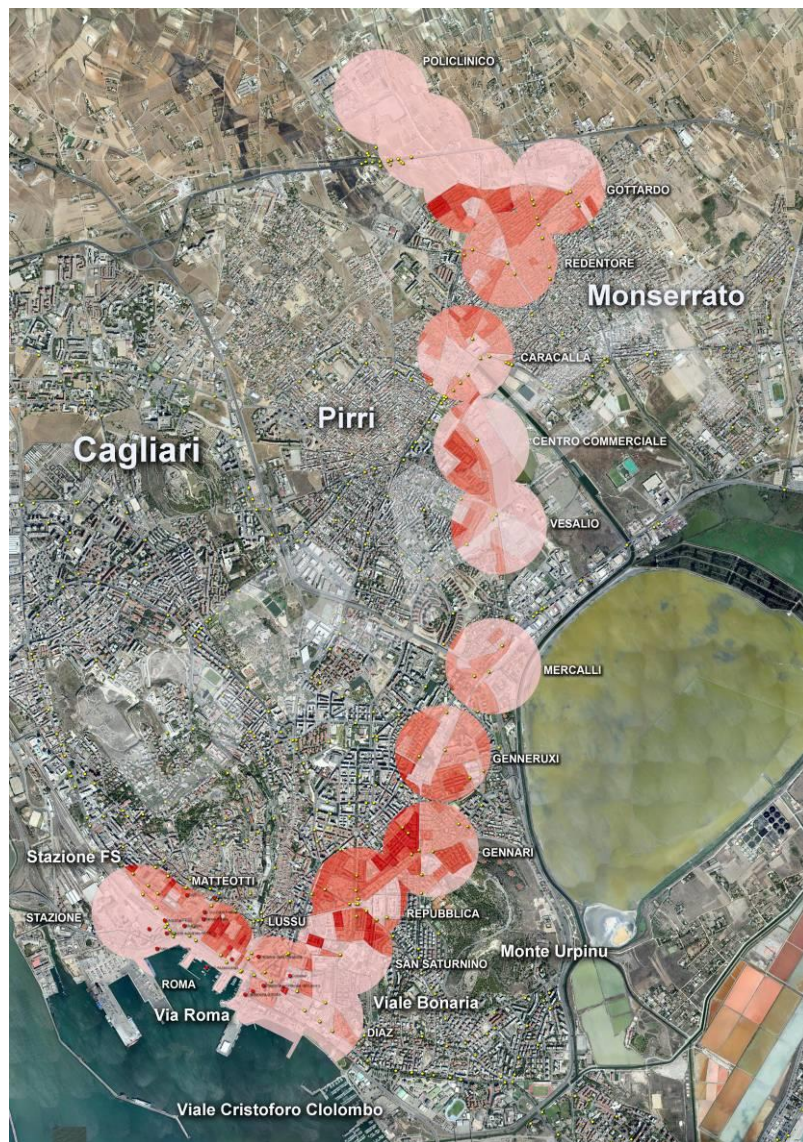 POLICLINICO
GOTTARDO
REDENTORE
Monserrato
CARACALLA
Pirri
Cagliari
CENTRO COMMERCIALE
VESALIO
MERCALLI
GENNERUXI
Stazione FS
GENNARI
MATTEOTTI
STAZIONE
LUSSU
REPUBBLICA
Monte Urpinu
SAN SATURNINO
ROMA
Via Roma
Viale Bonaria
DIAZ
Viale Cristoforo Clolombo